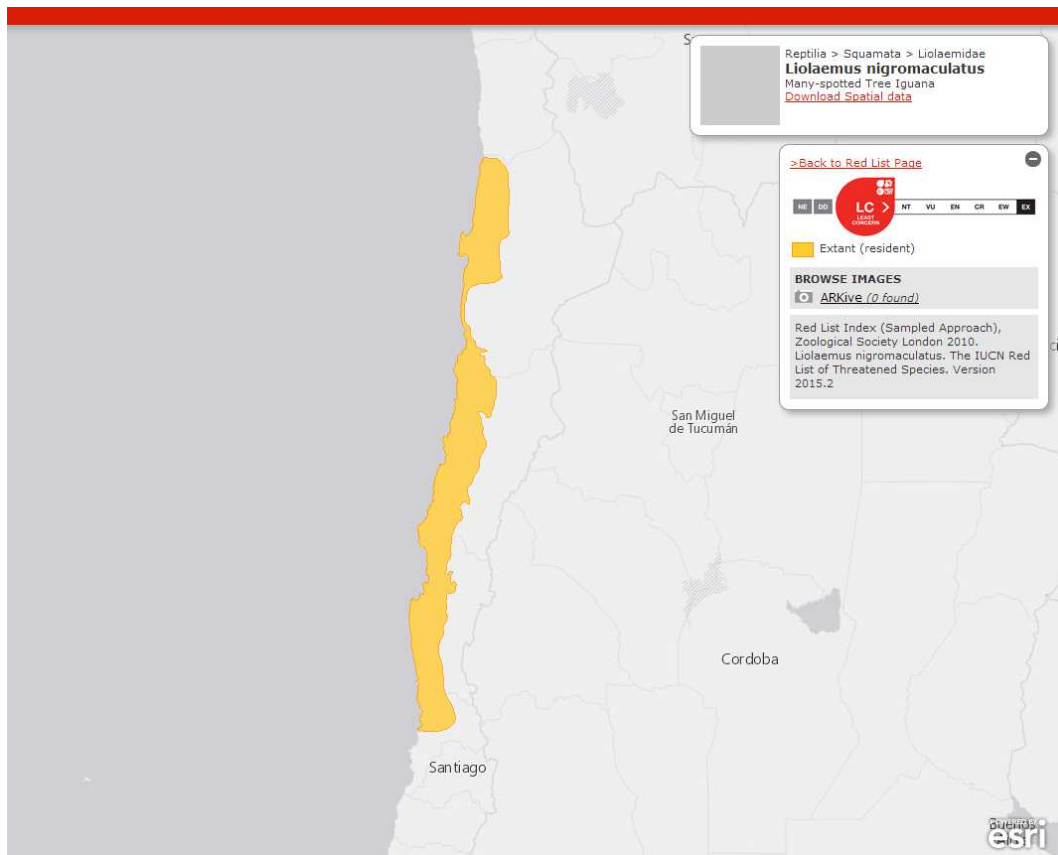 Reptilia > Squamata > Liolaemidae
Liolaemus nigromaculatus
Many-spotted Tree Iguana
Download Spatial data
>Back to Red List Page
NE DD LC NT VU EN CR EW EX
LEAST
CONCERN
Extant (resident)
BROWSE IMAGES
ARKive (0 found)
Red List Index (Sampled Approach),
Zoological Society London 2010.
Liolaemus nigromaculatus. The IUCN Red
List of Threatened Species. Version
2015.2
San Miguel
de Tucumán
Cordoba
Santiago
POWERED BY
esri